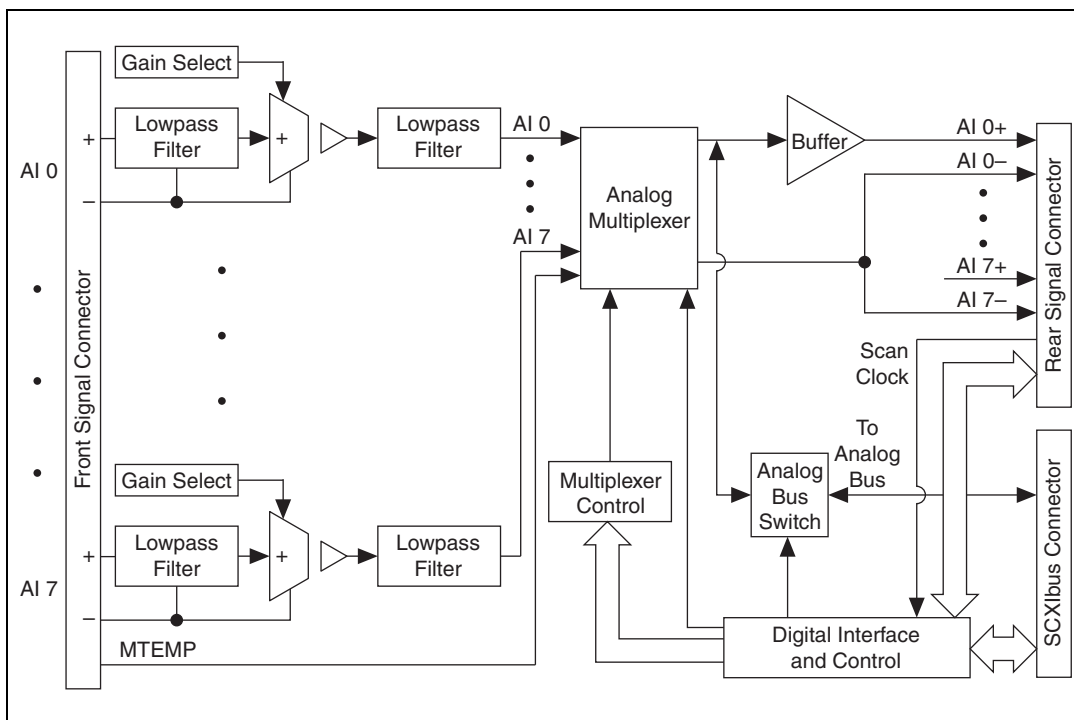 Gain Select
+
Lowpass
Filter
+
Lowpass
Filter
AI 0
Buffer
AI 0+
AI 0–
AI 0
–
Analog
Multiplexer
AI 7
AI 7+
AI 7–
Front Signal Connector
Rear Signal Connector
Scan
Clock
To
Analog
Bus
Gain Select
Multiplexer
Control
Analog
Bus
Switch
+
Lowpass
Filter
+
Lowpass
Filter
AI 7
–
MTEMP
Digital Interface
and Control
SCXIbus Connector